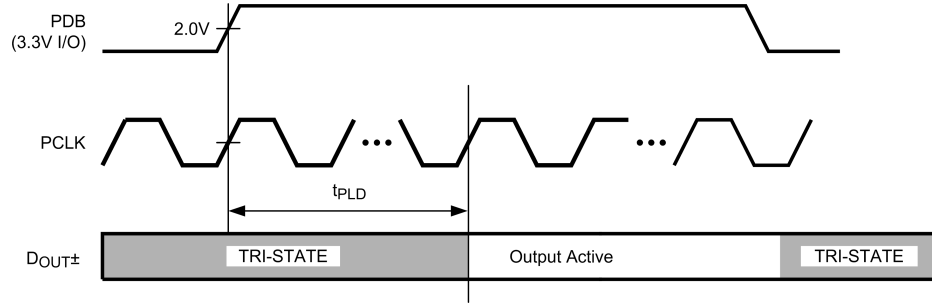 PDB
(3.3V I/O)
2.0V
PCLK
tPLD
DOUT±
TRI-STATE
Output Active
TRI-STATE